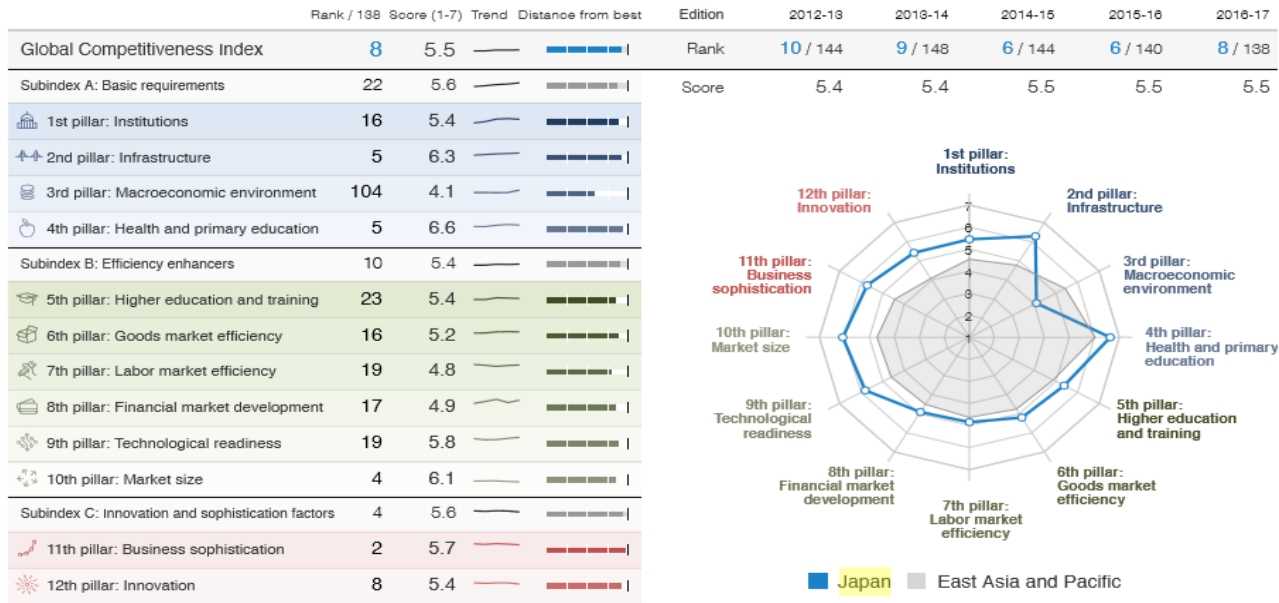 Rank / 138 Score (1-7) Trend Distance from best
Global Competitiveness Index 8 5.5
Subindex A: Basic requirements 22 5.6
1st pillar: Institutions 16 5.4
2nd pillar: Infrastructure 5 6.3
3rd pillar: Macroeconomic environment 104 4.1
4th pillar: Health and primary education 5 6.6
Subindex B: Efficiency enhancers 10 5.4
5th pillar: Higher education and training 23 5.4
6th pillar: Goods market efficiency 16 5.2
7th pillar: Labor market efficiency 19 4.8
8th pillar: Financial market development 17 4.9
9th pillar: Technological readiness 19 5.8
10th pillar: Market size 4 6.1
Subindex C: Innovation and sophistication factors 4 5.6
11th pillar: Business sophistication 2 5.7
12th pillar: Innovation 8 5.4
Edition 2012-13 2013-14 2014-15 2015-16 2016-17
Rank 10 / 144 9 / 148 6 / 144 6 / 140 8 / 138
Score 5.4 5.4 5.5 5.5 5.5
1st pillar:
Institutions
2nd pillar:
Infrastructure
3rd pillar:
Macroeconomic
environment
4th pillar:
Health and primary
education
5th pillar:
Higher education
and training
6th pillar:
Goods market
efficiency
7th pillar:
Labor market
efficiency
8th pillar:
Financial market
development
9th pillar:
Technological
readiness
10th pillar:
Market size
11th pillar:
Business
sophistication
12th pillar:
Innovation
7
6
5
4
3
2
1
Japan East Asia and Pacific